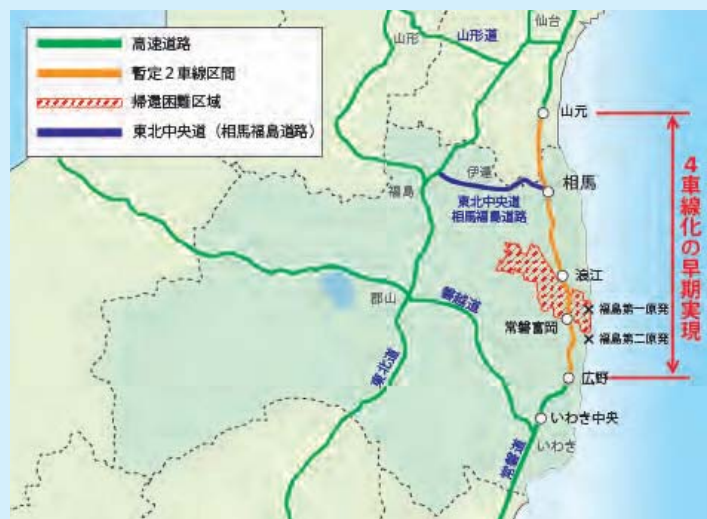 高速道路
暫定2車線区間
帰還困難区域
東北中央道(相馬福島道路)
仙台
山形
山形道
山元
伊達
相馬
福島
東北中央道
相馬福島道路
4車線化の早期実現
浪江
福島第一原発
郡山
磐越道
常磐富岡
福島第二原発
東北道
広野
いわき中央
いわき
常磐道